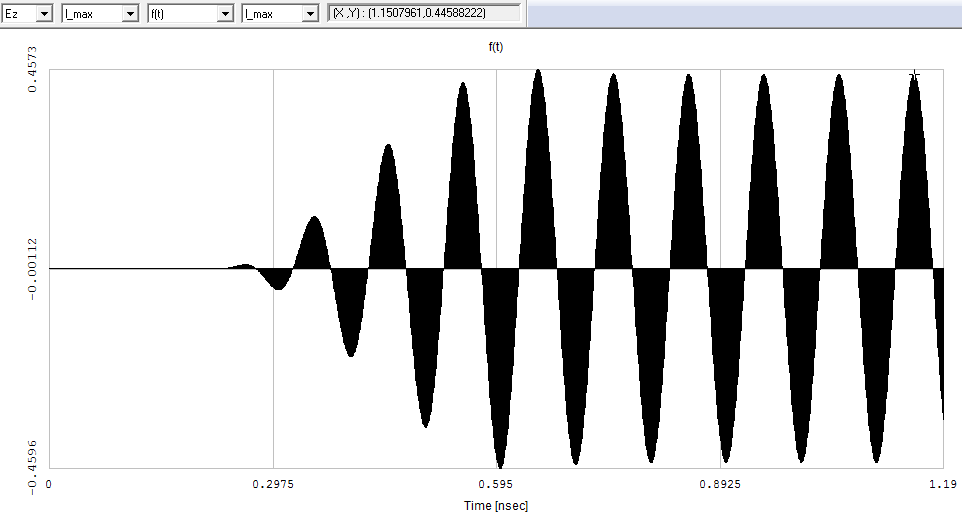 Ez I_max f(t) I_max (X ,Y) : (1.1507961,0.44588222)
f(t)
0.4573
-0.00112
-0.4596
0 0.2975 0.595 0.8925 1.19
Time [nsec]